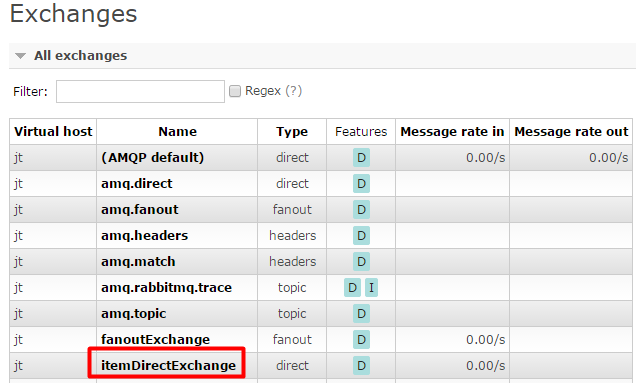 Exchanges
All exchanges
Filter: Regex (?)
Virtual host Name Type Features Message rate in Message rate out
jt (AMQP default) direct D 0.00/s 0.00/s
jt amq.direct direct D
jt amq.fanout fanout D
jt amq.headers headers D
jt amq.match headers D
jt amq.rabbitmq.trace topic D I
jt amq.topic topic D
jt fanoutExchange fanout D 0.00/s
jt itemDirectExchange direct D 0.00/s